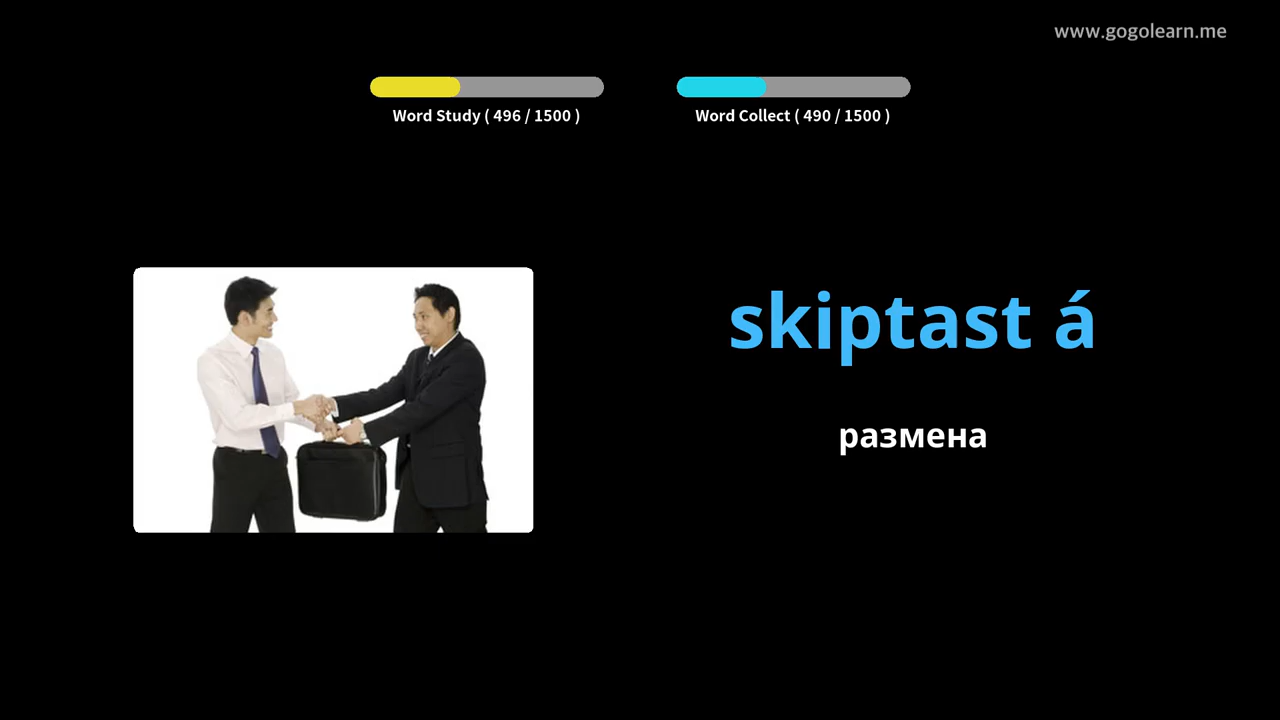 www.gogolearn.me
Word Study ( 496 / 1500 )
Word Collect ( 490 / 1500 )
skiptast á
размена